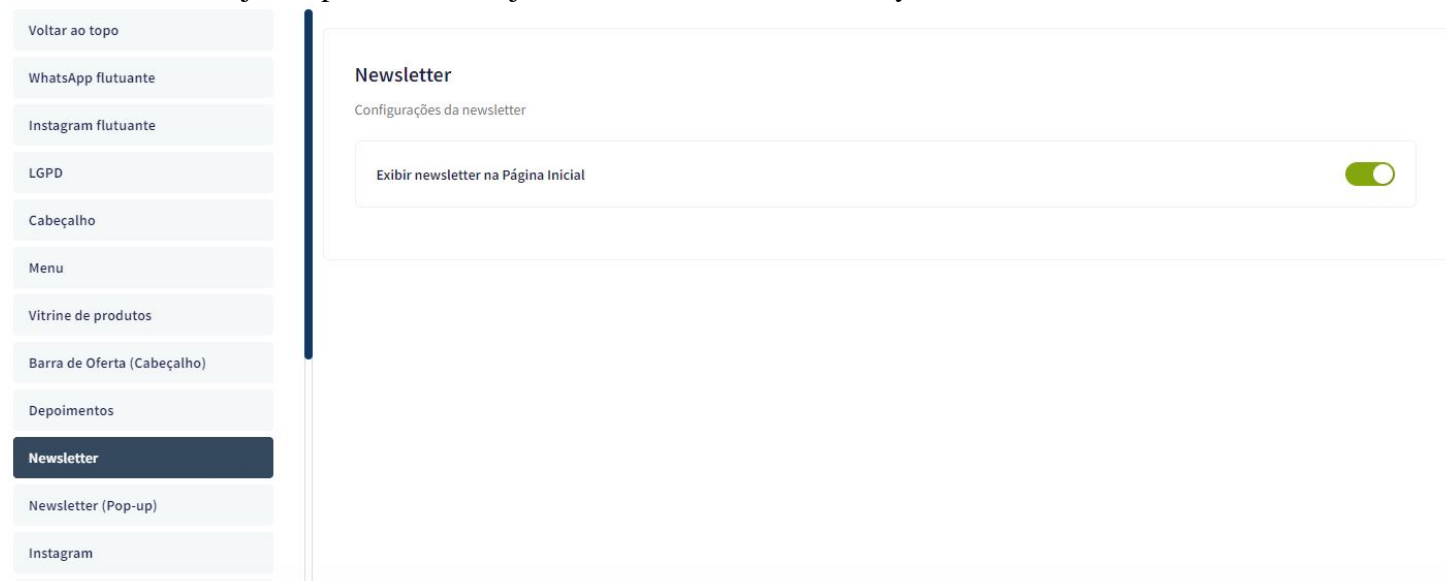 Voltar ao topo
WhatsApp flutuante
Instagram flutuante
LGPD
Cabeçalho
Menu
Vitrine de produtos
Barra de Oferta (Cabeçalho)
Depoimentos
Newsletter
Newsletter (Pop-up)
Instagram
Newsletter
Configurações da newsletter
Exibir newsletter na Página Inicial